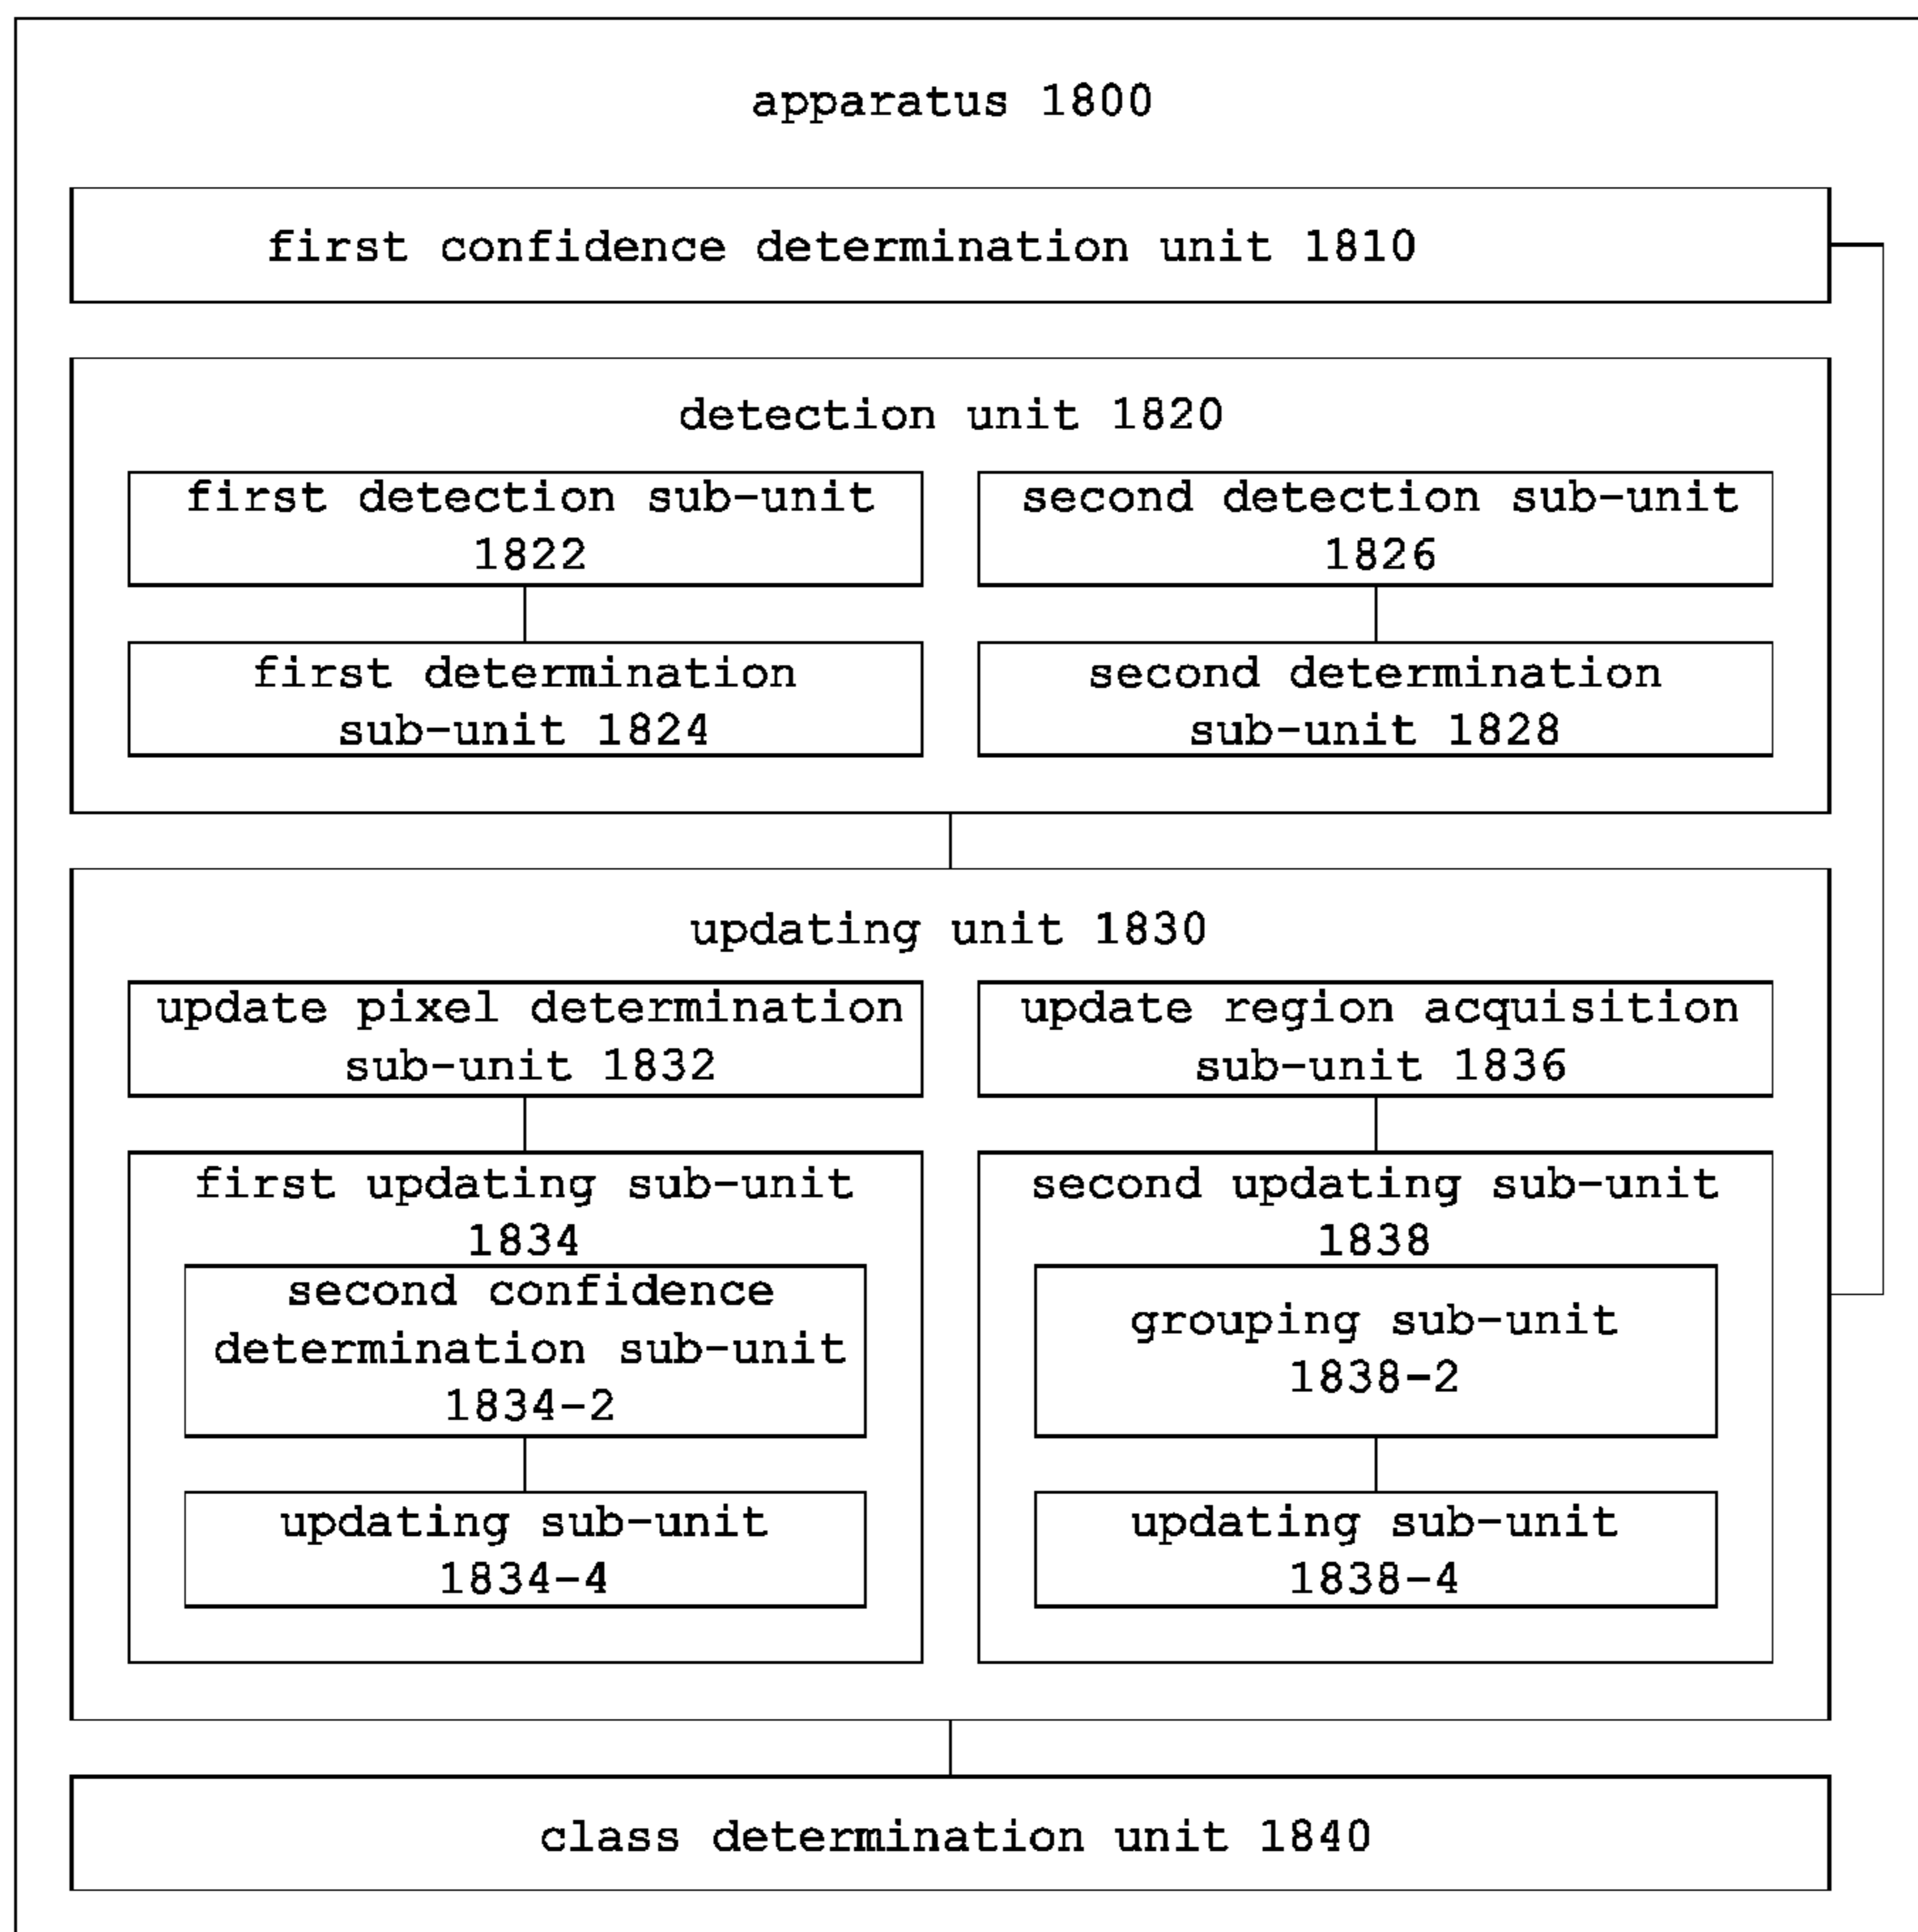 apparatus 1800
first confidence determination unit 1810
detection unit 1820
first detection sub-unit
1822
second detection sub-unit
1826
first determination
sub-unit 1824
second determination
sub-unit 1828
updating unit 1830
update pixel determination
sub-unit 1832
update region acquisition
sub-unit 1836
first updating sub-unit
1834
second confidence
determination sub-unit
1834-2
updating sub-unit
1834-4
second updating sub-unit
1838
grouping sub-unit
1838-2
updating sub-unit
1838-4
class determination unit 1840